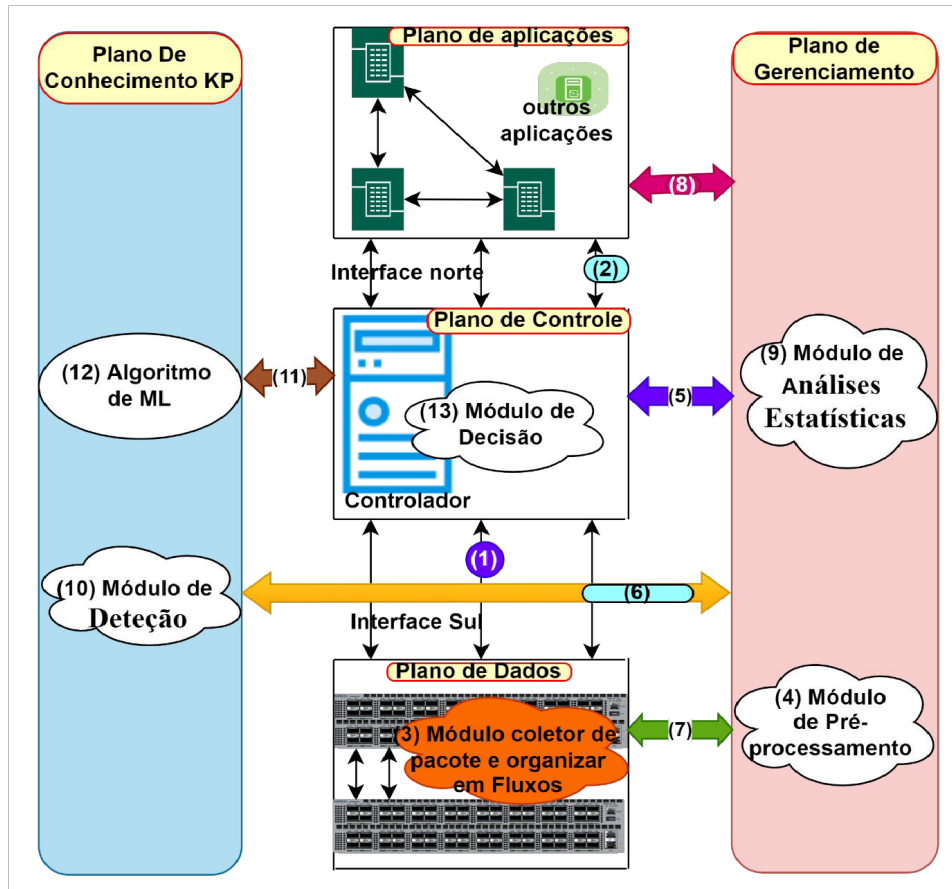 Plano De
Conhecimento KP
Plano de aplicações
outros
aplicações
Plano de
Gerenciamento
(8)
Interface norte
(2)
Plano de Controle
(12) Algoritmo
de ML
(11)
(13) Módulo de
Decisão
Controlador
(5)
(9) Módulo de
Análises
Estatísticas
(1)
(10) Módulo de
Deteção
(6)
Interface Sul
Plano de Dados
(3) Módulo coletor de
pacote e organizar
em Fluxos
(7)
(4) Módulo
de Pré-
processamento